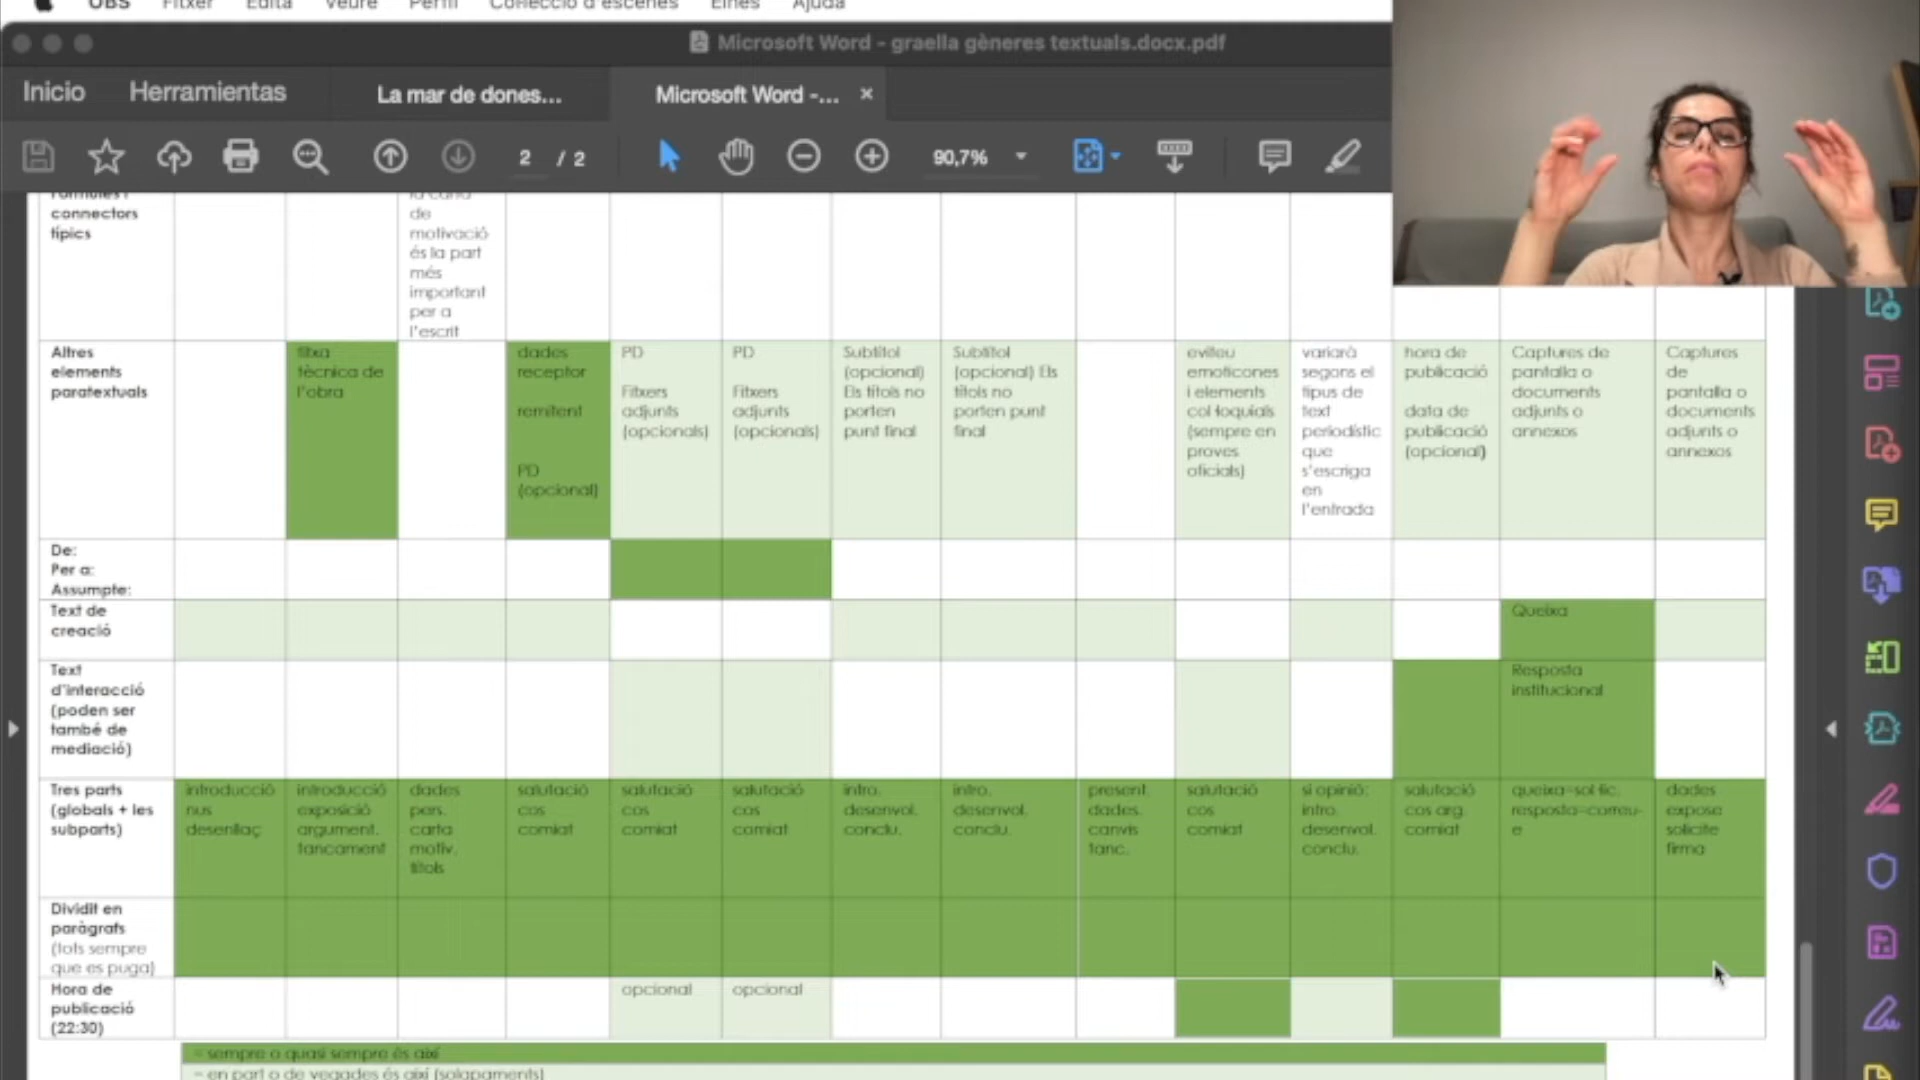 OBS Fitxer Edita Veure Perfil Col·lecció d'escenes Eines Ajuda
Microsoft Word - graella gèneres textuals.docx.pdf
Inicio Herramientas La mar de dones... Microsoft Word -... ×
2 / 2 90,7%
connectors
típics
de
motivació
és la part
més
important
per a
l'escrit
Altres
elements
paratextuals
fitxa
tècnica de
l'obra
dades
receptor
remitent
PD
(opcional)
PD
Fitxers
adjunts
(opcionals)
PD
Fitxers
adjunts
(opcionals)
Subtítol
(opcional)
Els títols no
porten
punt final
Subtítol
(opcional) Els
títols no
porten punt
final
eviteu
emoticones
i elements
col·loquials
(sempre en
proves
oficials)
variarà
segons el
tipus de
text
periodístic
que
s'escriga
en
l'entrada
hora de
publicació
data de
publicació
(opcional)
Captures de
pantalla o
documents
adjunts o
annexos
Captures
de
pantalla o
documents
adjunts o
annexos
De:
Per a:
Assumpte:
Text de
creació
Queixa
Text
d'interacció
(poden ser
també de
mediació)
Resposta
institucional
Tres parts
(globals + les
subparts)
introducció
nus
desenllaç
introducció
exposició
argument.
tancament
dades
pers.
carta
motiv.
títols
salutació
cos
comiat
salutació
cos
comiat
salutació
cos
comiat
intro.
desenvol.
conclu.
intro.
desenvol.
conclu.
present.
dades.
canvis
tanc.
salutació
cos
comiat
si opinió:
intro.
desenvol.
conclu.
salutació
cos arg.
comiat
queixa=sol·lic.
resposta=correu-
e
dades
expose
solicite
firma
Dividit en
paràgrafs
(tots sempre
que es puga)
Hora de
publicació
(22:30)
opcional
opcional
= sempre o quasi sempre és així
= en part o de vegades és així (solapaments)